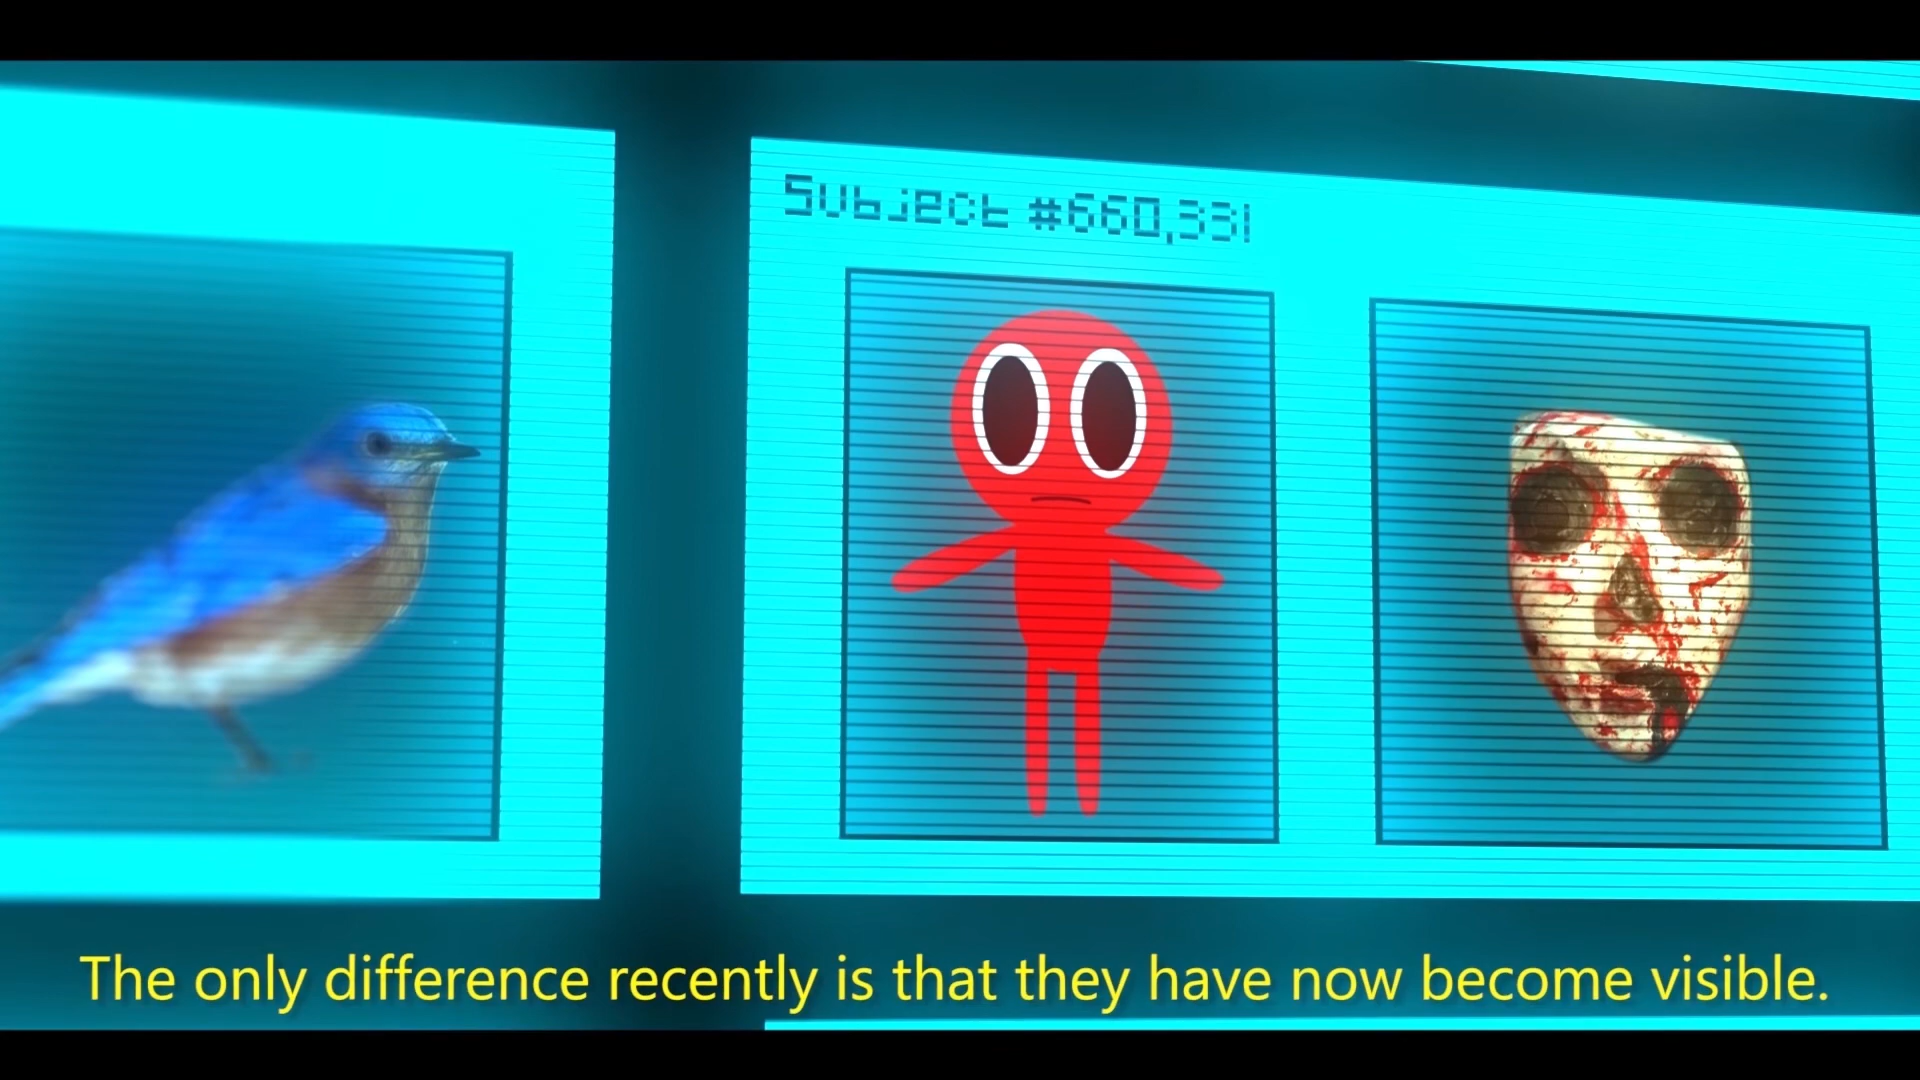 Subject #660,331
The only difference recently is that they have now become visible.